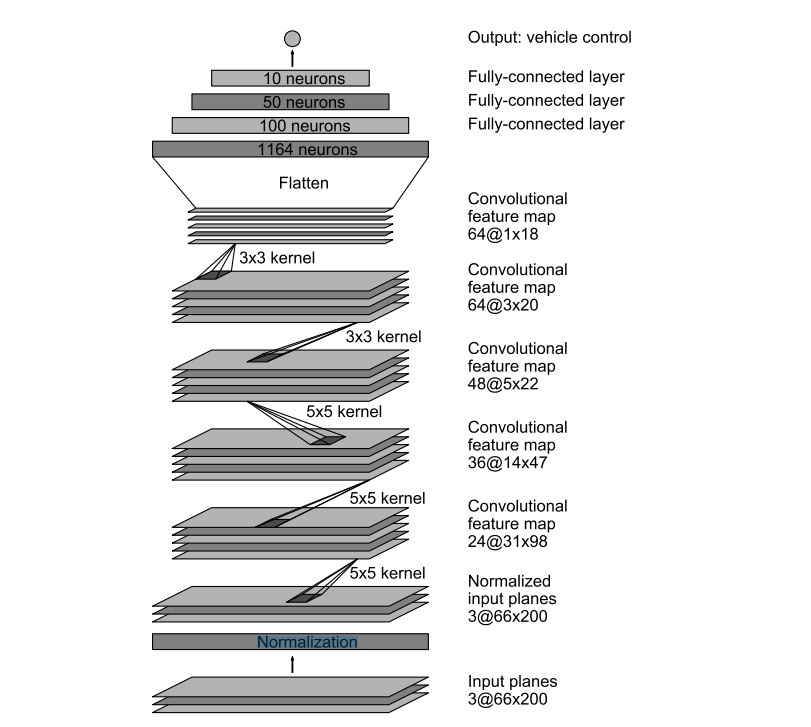 Output: vehicle control
10 neurons
Fully-connected layer
50 neurons
Fully-connected layer
100 neurons
Fully-connected layer
1164 neurons
Flatten
Convolutional
feature map
64@1x18
3x3 kernel
Convolutional
feature map
64@3x20
3x3 kernel
Convolutional
feature map
48@5x22
5x5 kernel
Convolutional
feature map
36@14x47
5x5 kernel
Convolutional
feature map
24@31x98
5x5 kernel
Normalized
input planes
3@66x200
Normalization
Input planes
3@66x200